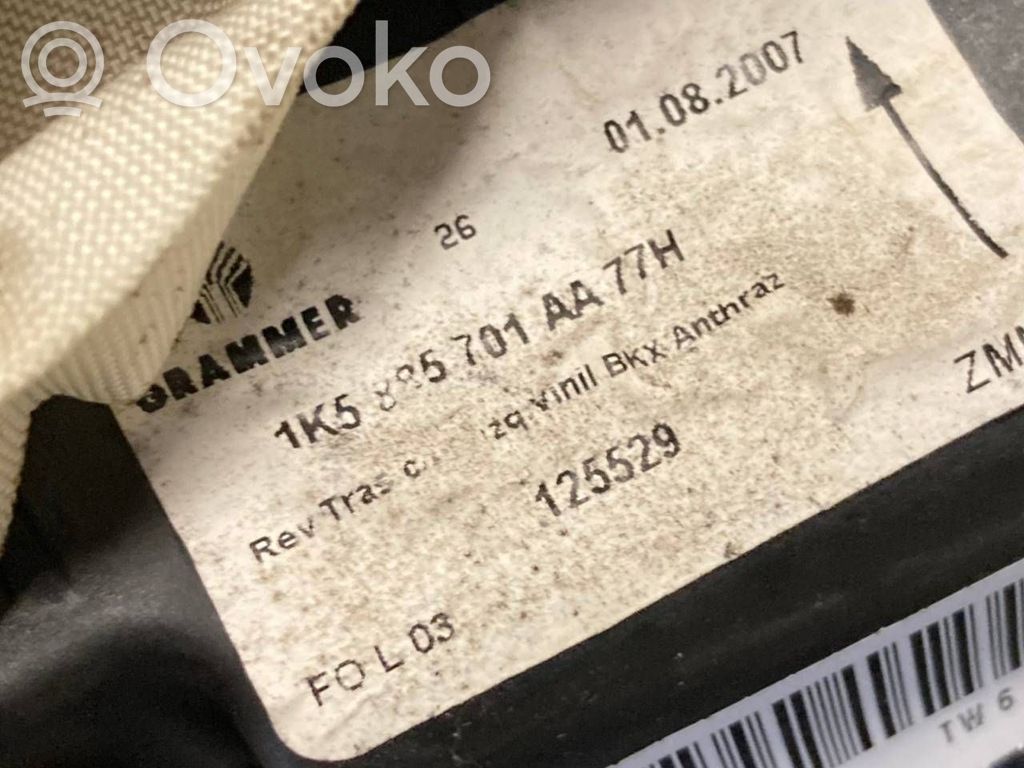 Ovoko
01.08.2007
26
GRAMMER
1K5 885 701 AA 77H
Rev Tras Vinil Bkx Anthraz
125529
FO L 03
TW 6